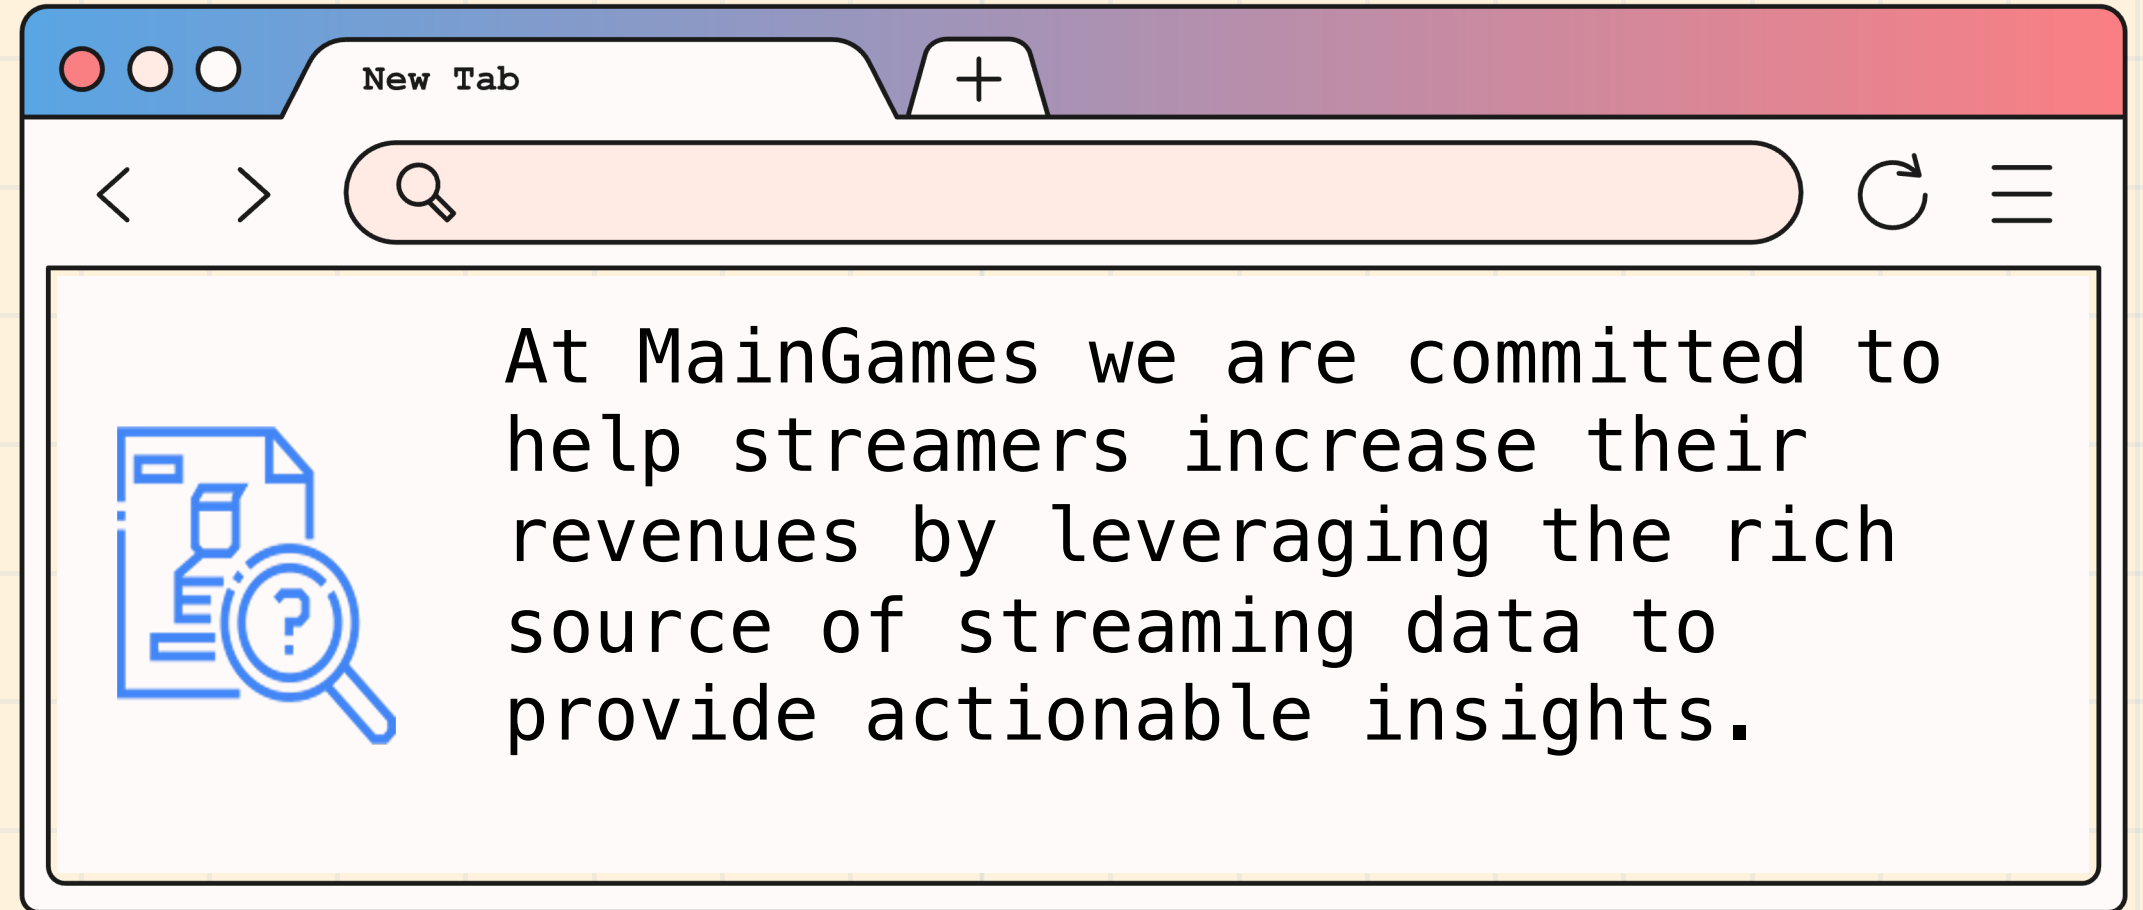 New Tab
At MainGames we are committed to
help streamers increase their
revenues by leveraging the rich
source of streaming data to
provide actionable insights.